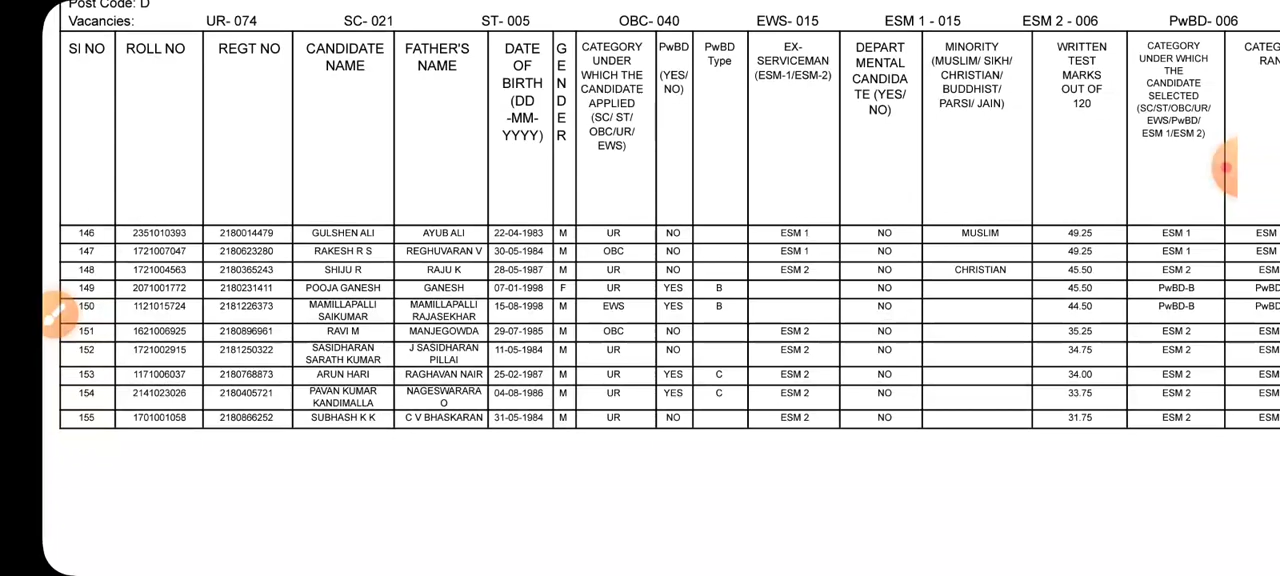 Post Code: D
Vacancies: UR- 074 SC- 021 ST- 005 OBC- 040 EWS- 015 ESM 1 - 015 ESM 2 - 006 PwBD- 006
SI NO ROLL NO REGT NO CANDIDATE NAME FATHER'S NAME DATE OF BIRTH (DD -MM- YYYY) GENDER CATEGORY UNDER WHICH THE CANDIDATE APPLIED (SC/ ST/ OBC/UR/ EWS) PwBD (YES/ NO) PwBD Type EX- SERVICEMAN (ESM-1/ESM-2) DEPART MENTAL CANDIDA TE (YES/ NO) MINORITY (MUSLIM/ SIKH/ CHRISTIAN/ BUDDHIST/ PARSI/ JAIN) WRITTEN TEST MARKS OUT OF 120 CATEGORY UNDER WHICH THE CANDIDATE SELECTED (SC/ST/OBC/UR/ EWS/PwBD/ ESM 1/ESM 2) CATEG RAN
146 2351010393 2180014479 GULSHEN ALI AYUB ALI 22-04-1983 M UR NO ESM 1 NO MUSLIM 49.25 ESM 1 ESM
147 1721007047 2180623280 RAKESH R S REGHUVARAN V 30-05-1984 M OBC NO ESM 1 NO 49.25 ESM 1 ESM
148 1721004563 2180365243 SHIJU R RAJU K 28-05-1987 M UR NO ESM 2 NO CHRISTIAN 45.50 ESM 2 ESM
149 2071001772 2180231411 POOJA GANESH GANESH 07-01-1998 F UR YES B NO 45.50 PwBD-B PwBD
150 1121015724 2181226373 MAMILLAPALLI SAIKUMAR MAMILLAPALLI RAJASEKHAR 15-08-1998 M EWS YES B NO 44.50 PwBD-B PwBD
151 1621006925 2180896961 RAVI M MANJEGOWDA 29-07-1985 M OBC NO ESM 2 NO 35.25 ESM 2 ESM
152 1721002915 2181250322 SASIDHARAN SARATH KUMAR J SASIDHARAN PILLAI 11-05-1984 M UR NO ESM 2 NO 34.75 ESM 2 ESM
153 1171006037 2180768873 ARUN HARI RAGHAVAN NAIR 25-02-1987 M UR YES C ESM 2 NO 34.00 ESM 2 ESM
154 2141023026 2180405721 PAVAN KUMAR KANDIMALLA NAGESWARARA O 04-08-1986 M UR YES C ESM 2 NO 33.75 ESM 2 ESM
155 1701001058 2180866252 SUBHASH K K C V BHASKARAN 31-05-1984 M UR NO ESM 2 NO 31.75 ESM 2 ESM